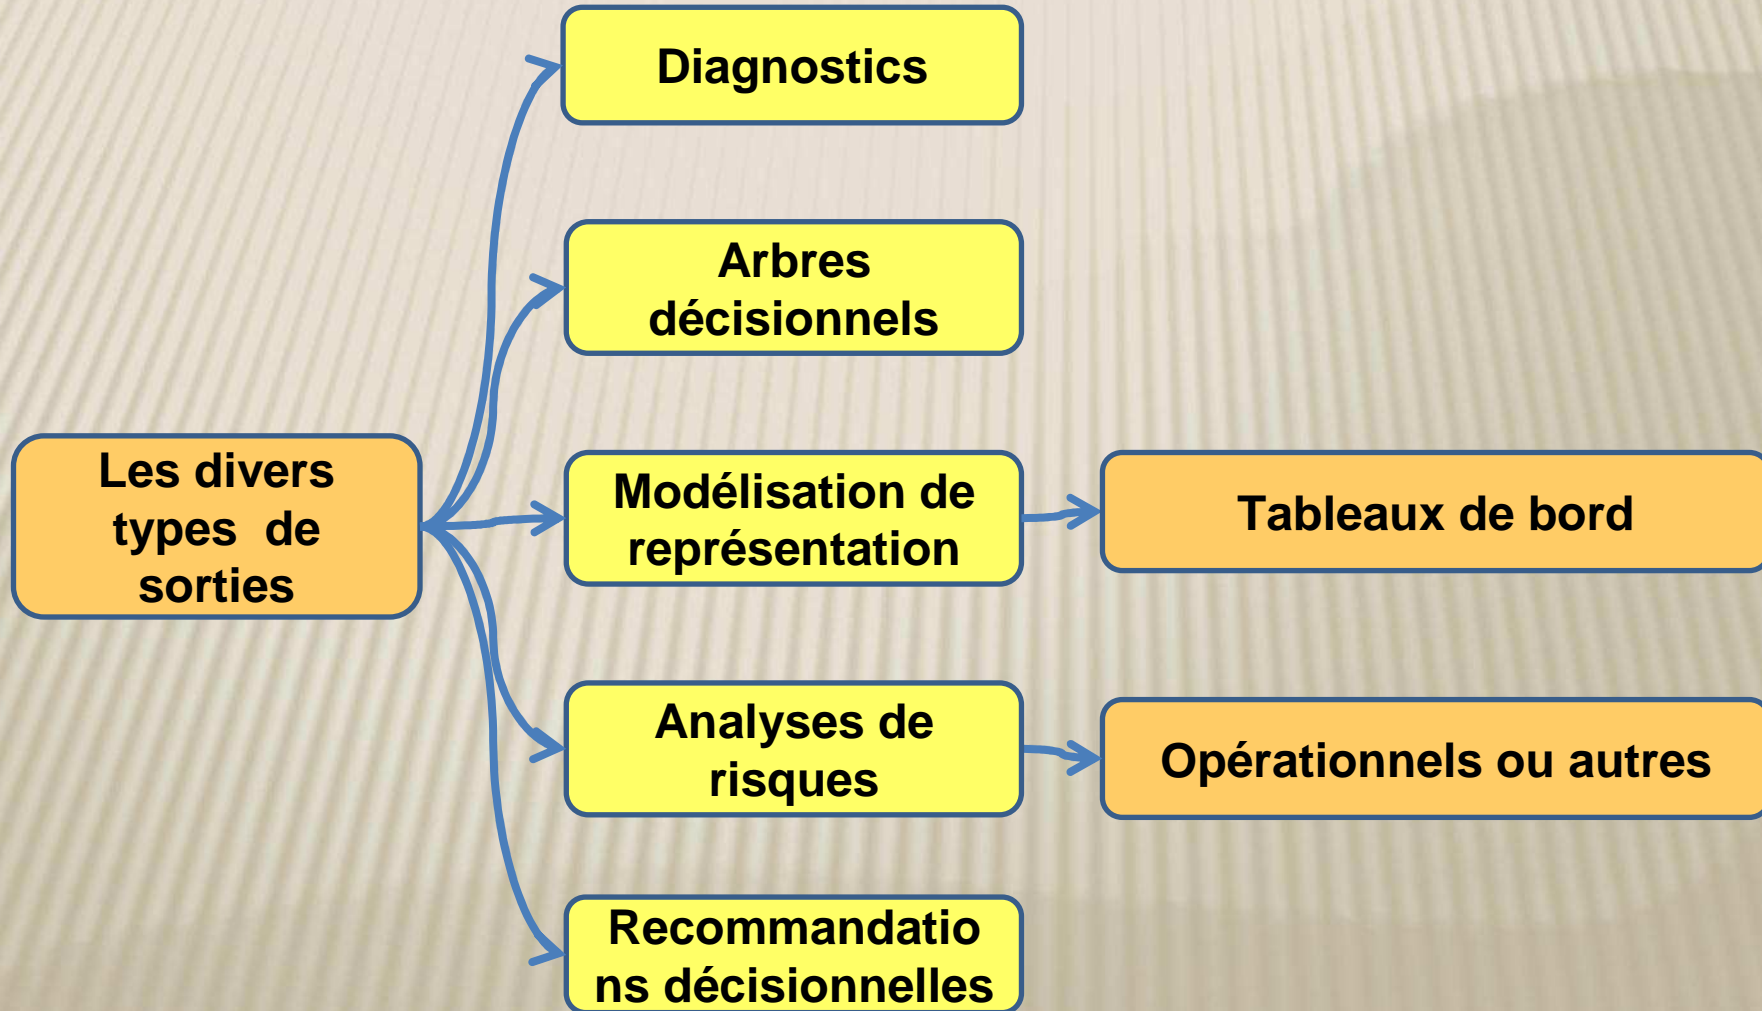 Diagnostics
Arbres
décisionnels
Les divers
types de
sorties
Modélisation de
représentation
Tableaux de bord
Analyses de
risques
Opérationnels ou autres
Recommandatio
ns décisionnelles